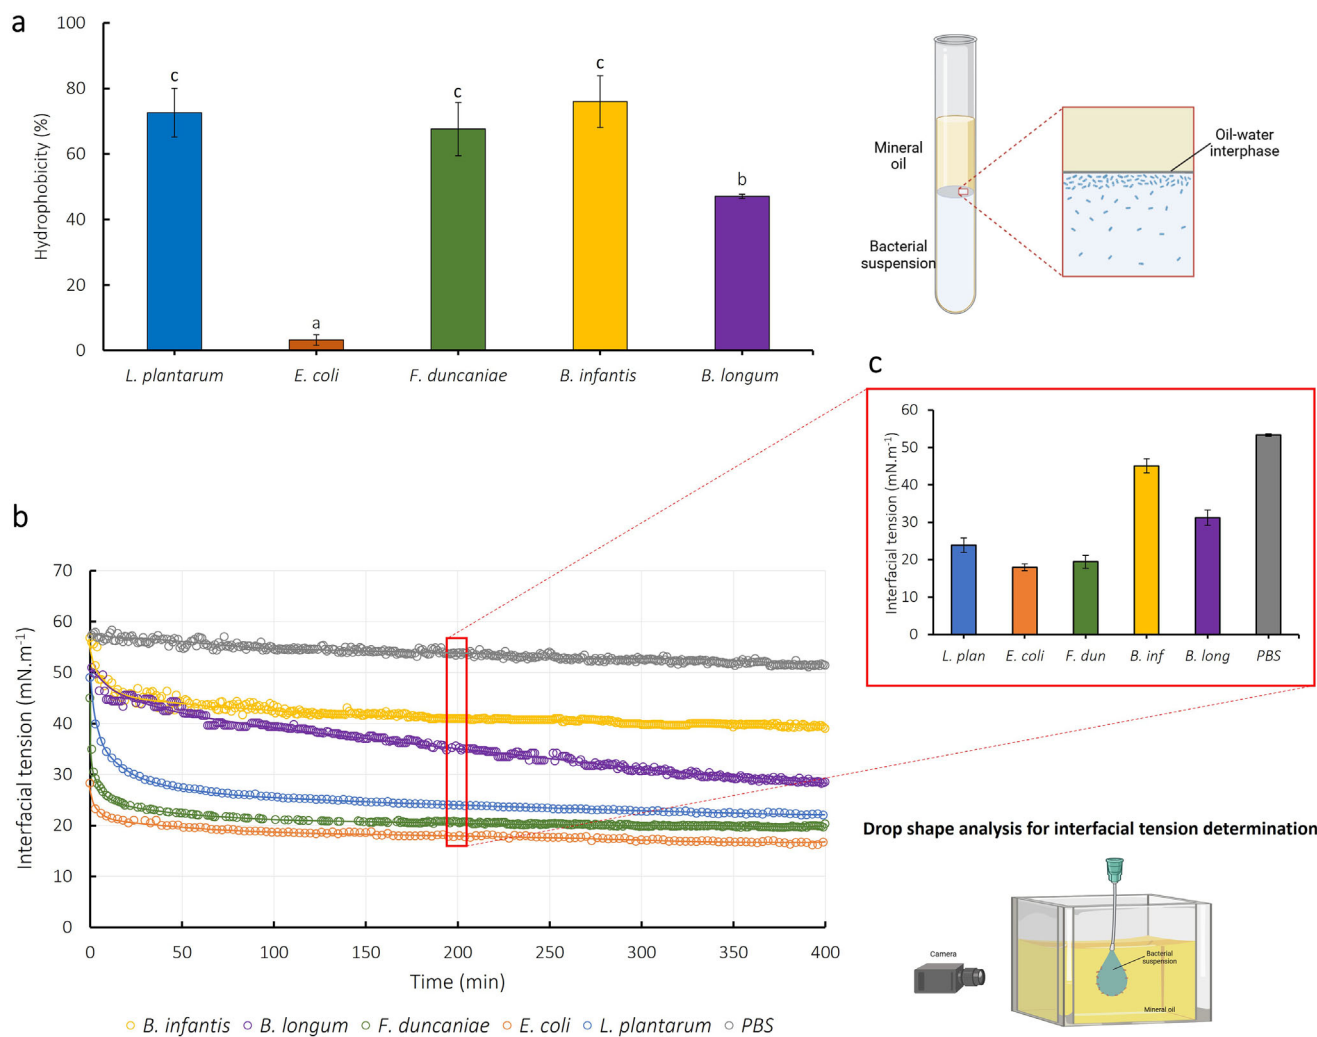 a
100
80
60
40
20
0
Hydrophobicity (%)
c
a
c
c
b
L. plantarum
E. coli
F. duncaniae
B. infantis
B. longum
Mineral
oil
Bacterial
suspension
Oil-water
interphase
c
60
50
40
30
20
10
0
Interfacial tension (mN.m⁻¹)
L. plan
E. coli
F. dun
B. inf
B. long
PBS
b
70
60
50
40
30
20
10
0
Interfacial tension (mN.m⁻¹)
0
50
100
150
200
250
300
350
400
Time (min)
B. infantis
B. longum
F. duncaniae
E. coli
L. plantarum
PBS
Drop shape analysis for interfacial tension determination
Camera
Bacterial
suspension
Mineral oil